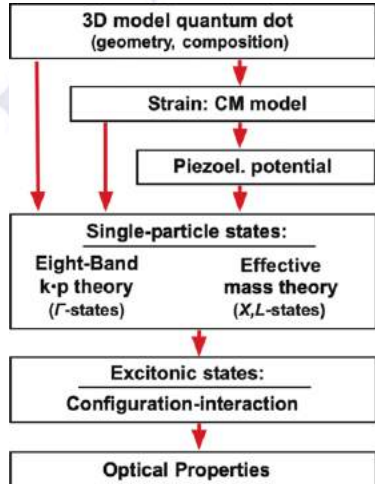 3D model quantum dot
(geometry, composition)
Strain: CM model
Piezoel. potential
Single-particle states:
Eight-Band
k·p theory
(Γ-states)
Effective
mass theory
(X,L-states)
Excitonic states:
Configuration-interaction
Optical Properties